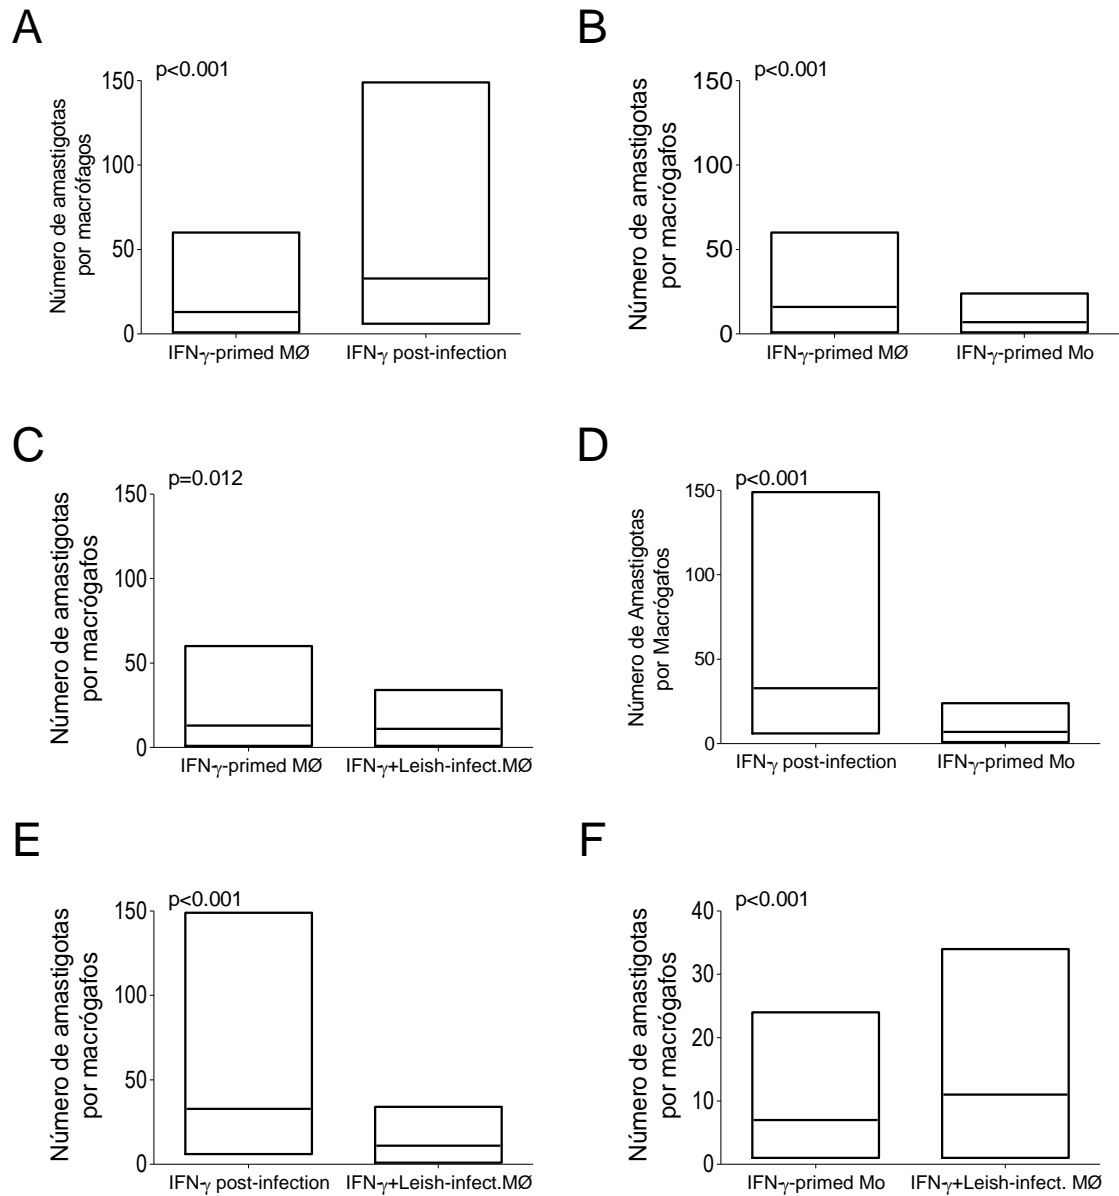 A
p<0.001
Número de amastigotas
por macrófagos
150
100
50
0
IFN-γ-primed MØ
IFN-γ post-infection
B
p<0.001
Número de amastigotas
por macrógafos
150
100
50
0
IFN-γ-primed MØ
IFN-γ-primed Mo
C
p=0.012
Número de amastigotas
por macrógafos
150
100
50
0
IFN-γ-primed MØ
IFN-γ+Leish-infect.MØ
D
p<0.001
Número de Amastigotas
por Macrógafos
150
100
50
0
IFN-γ post-infection
IFN-γ-primed Mo
E
p<0.001
Número de amastigotas
por macrógafos
150
100
50
0
IFN-γ post-infection
IFN-γ+Leish-infect.MØ
F
p<0.001
Número de amastigotas
por macrógafos
40
30
20
10
0
IFN-γ-primed Mo
IFN-γ+Leish-infect. MØ